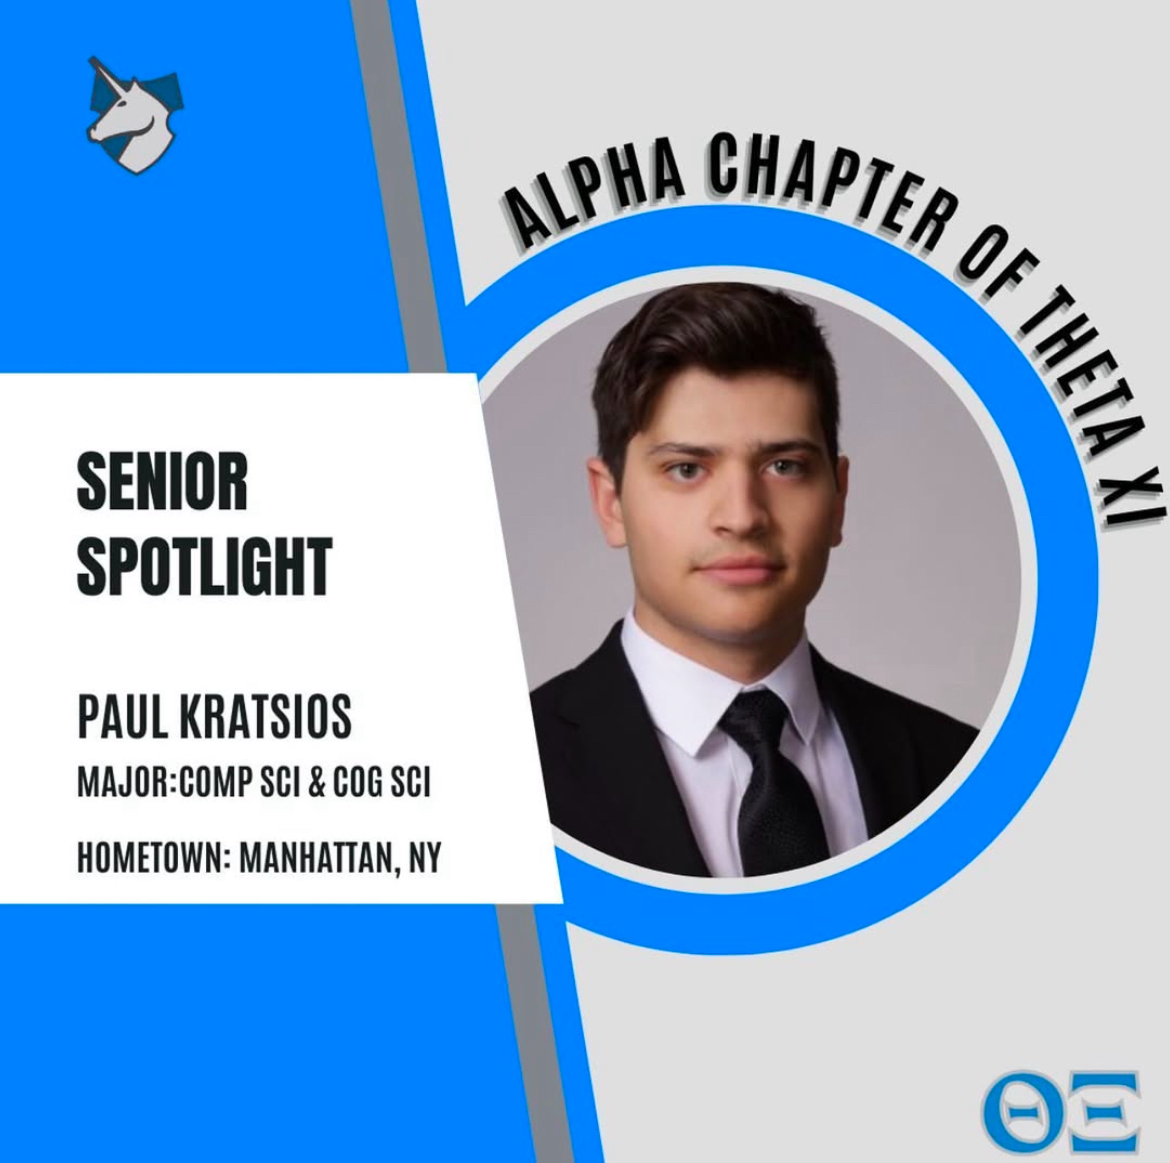 ALPHA CHAPTER OF THETA XI
SENIOR
SPOTLIGHT
PAUL KRATSIOS
MAJOR:COMP SCI & COG SCI
HOMETOWN: MANHATTAN, NY
ΘΞ